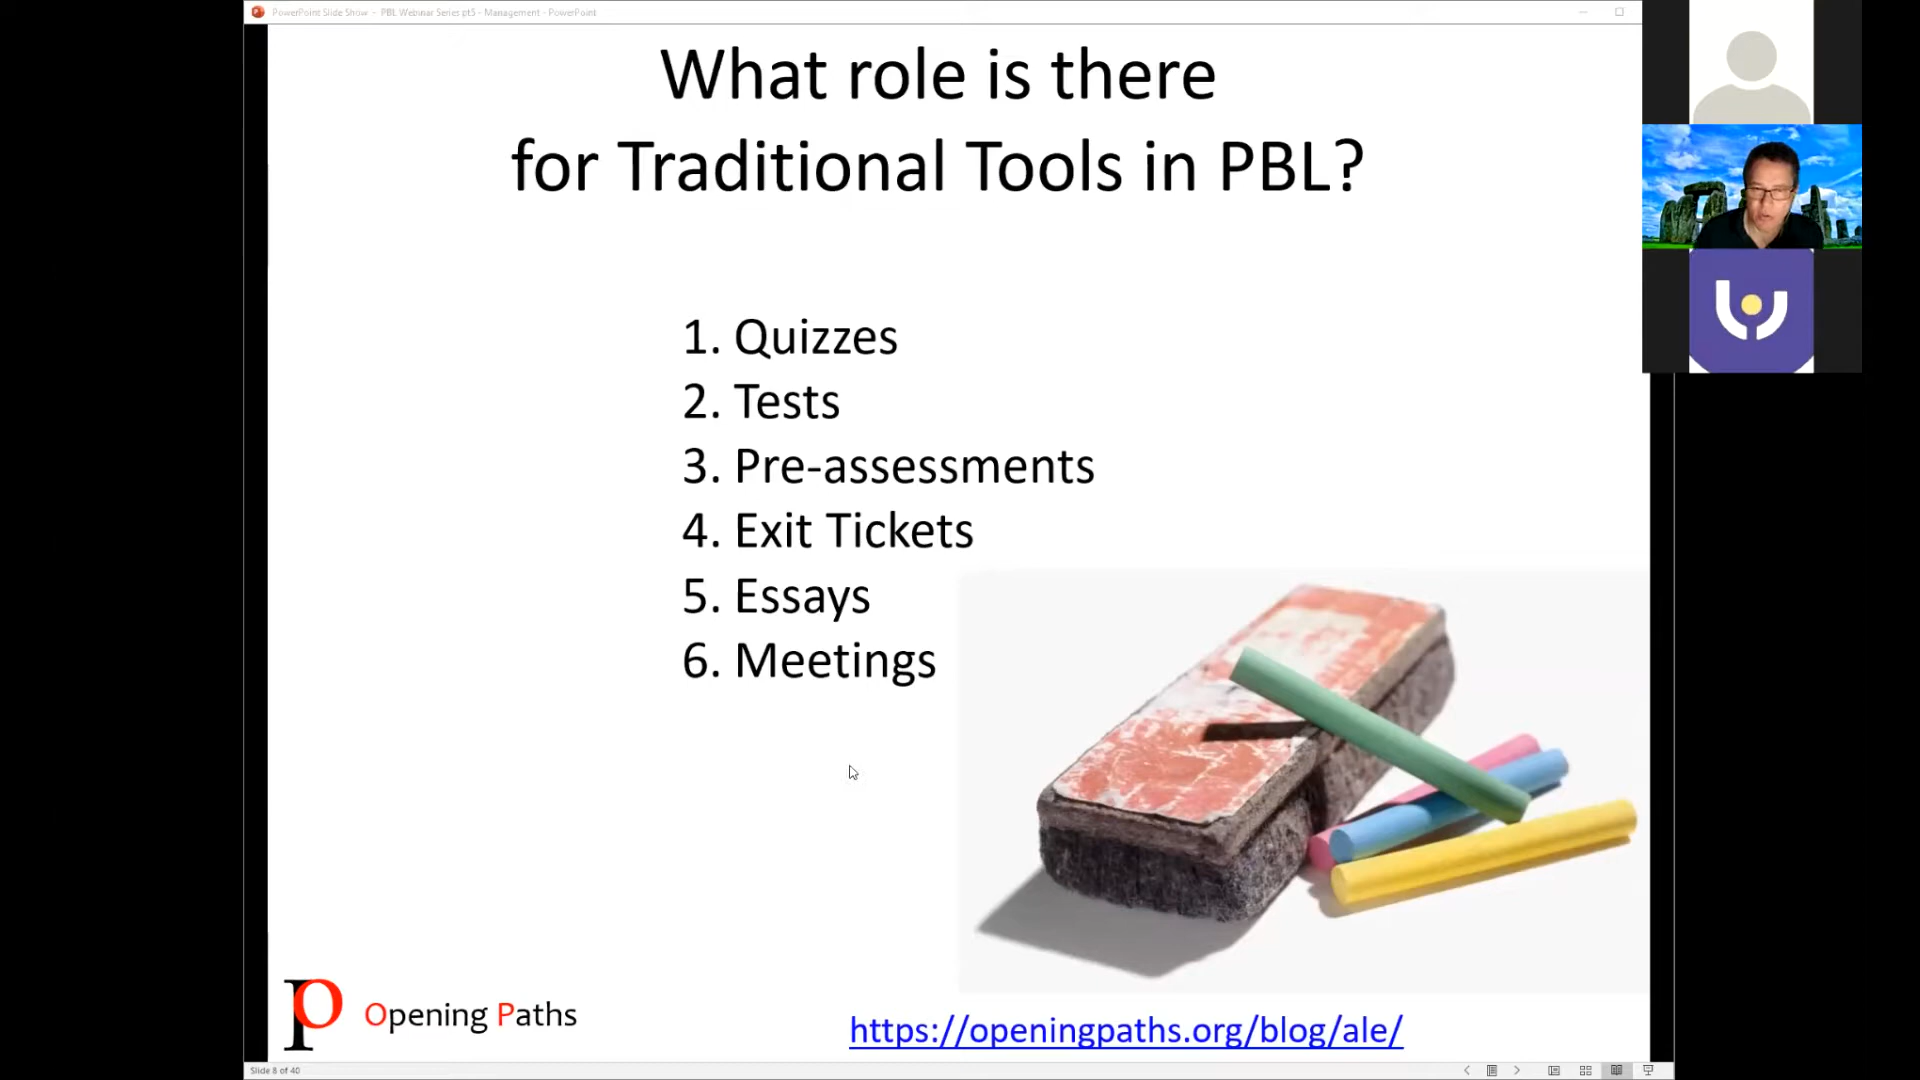 PowerPoint Slide Show - PBL Webinar Series pt5 - Management - PowerPoint
What role is there
for Traditional Tools in PBL?
1. Quizzes
2. Tests
3. Pre-assessments
4. Exit Tickets
5. Essays
6. Meetings
Opening Paths
https://openingpaths.org/blog/ale/
Slide 8 of 40